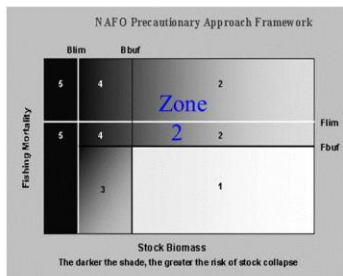 NAFO Precautionary Approach Framework
Blim Bbuf
5 4 2
Zone
Flim
5 4 2 2
Fbuf
3 1
Fishing Mortality
Stock Biomass
The darker the shade, the greater the risk of stock collapse